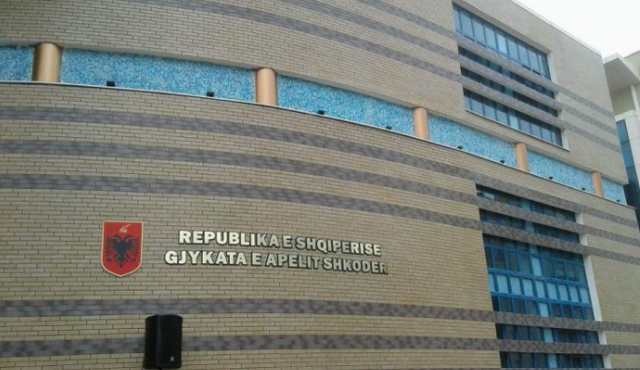 REPUBLIKA E SHQIPERISE
GJYKATA E APELIT SHKODER